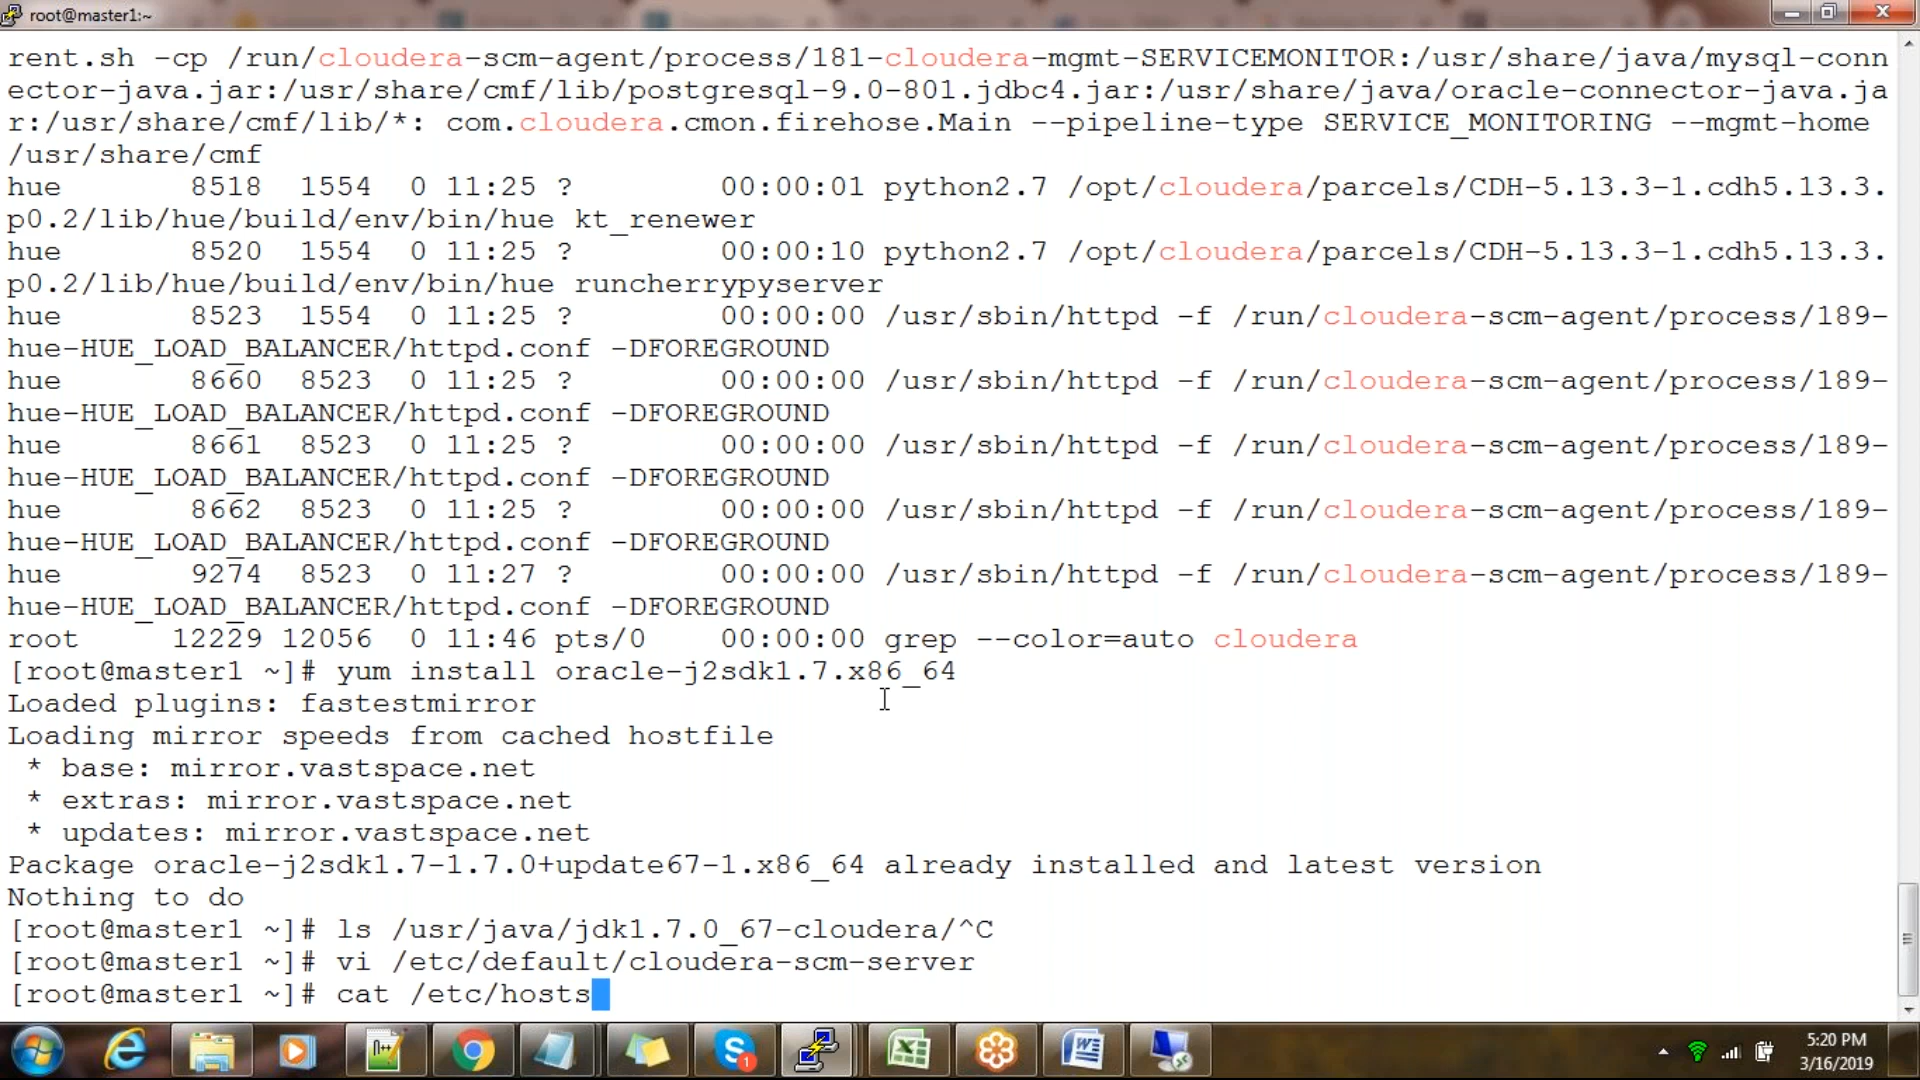 root@master1:~
rent.sh -cp /run/cloudera-scm-agent/process/181-cloudera-mgmt-SERVICEMONITOR:/usr/share/java/mysql-conn
ector-java.jar:/usr/share/cmf/lib/postgresql-9.0-801.jdbc4.jar:/usr/share/java/oracle-connector-java.ja
r:/usr/share/cmf/lib/*: com.cloudera.cmon.firehose.Main --pipeline-type SERVICE_MONITORING --mgmt-home
/usr/share/cmf
hue       8518  1554  0 11:25 ?        00:00:01 python2.7 /opt/cloudera/parcels/CDH-5.13.3-1.cdh5.13.3.
p0.2/lib/hue/build/env/bin/hue kt_renewer
hue       8520  1554  0 11:25 ?        00:00:10 python2.7 /opt/cloudera/parcels/CDH-5.13.3-1.cdh5.13.3.
p0.2/lib/hue/build/env/bin/hue runcherrypyserver
hue       8523  1554  0 11:25 ?        00:00:00 /usr/sbin/httpd -f /run/cloudera-scm-agent/process/189-
hue-HUE_LOAD_BALANCER/httpd.conf -DFOREGROUND
hue       8660  8523  0 11:25 ?        00:00:00 /usr/sbin/httpd -f /run/cloudera-scm-agent/process/189-
hue-HUE_LOAD_BALANCER/httpd.conf -DFOREGROUND
hue       8661  8523  0 11:25 ?        00:00:00 /usr/sbin/httpd -f /run/cloudera-scm-agent/process/189-
hue-HUE_LOAD_BALANCER/httpd.conf -DFOREGROUND
hue       8662  8523  0 11:25 ?        00:00:00 /usr/sbin/httpd -f /run/cloudera-scm-agent/process/189-
hue-HUE_LOAD_BALANCER/httpd.conf -DFOREGROUND
hue       9274  8523  0 11:27 ?        00:00:00 /usr/sbin/httpd -f /run/cloudera-scm-agent/process/189-
hue-HUE_LOAD_BALANCER/httpd.conf -DFOREGROUND
root     12229 12056  0 11:46 pts/0    00:00:00 grep --color=auto cloudera
[root@master1 ~]# yum install oracle-j2sdk1.7.x86_64
Loaded plugins: fastestmirror
Loading mirror speeds from cached hostfile
 * base: mirror.vastspace.net
 * extras: mirror.vastspace.net
 * updates: mirror.vastspace.net
Package oracle-j2sdk1.7-1.7.0+update67-1.x86_64 already installed and latest version
Nothing to do
[root@master1 ~]# ls /usr/java/jdk1.7.0_67-cloudera/^C
[root@master1 ~]# vi /etc/default/cloudera-scm-server
[root@master1 ~]# cat /etc/hosts
5:20 PM
3/16/2019